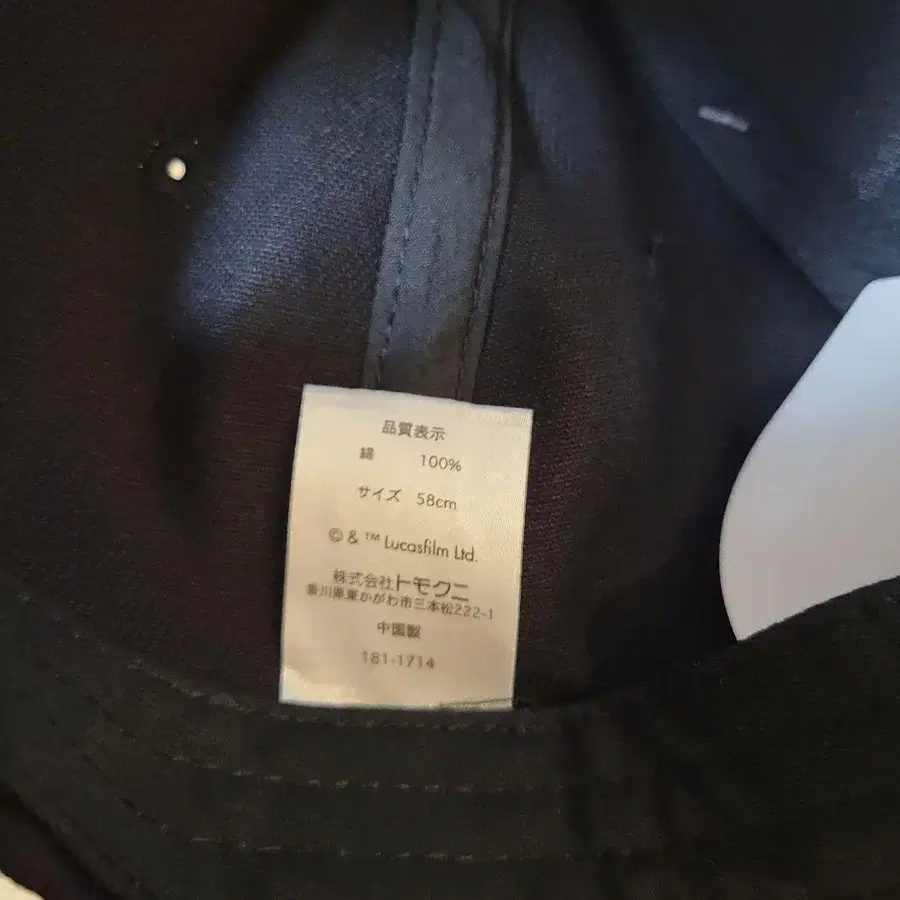 品質表示
綿 100%
サイズ 58cm
© & ™ Lucasfilm Ltd.
株式会社トモクニ
香川県東かがわ市三本松222-1
中国製
181-1714